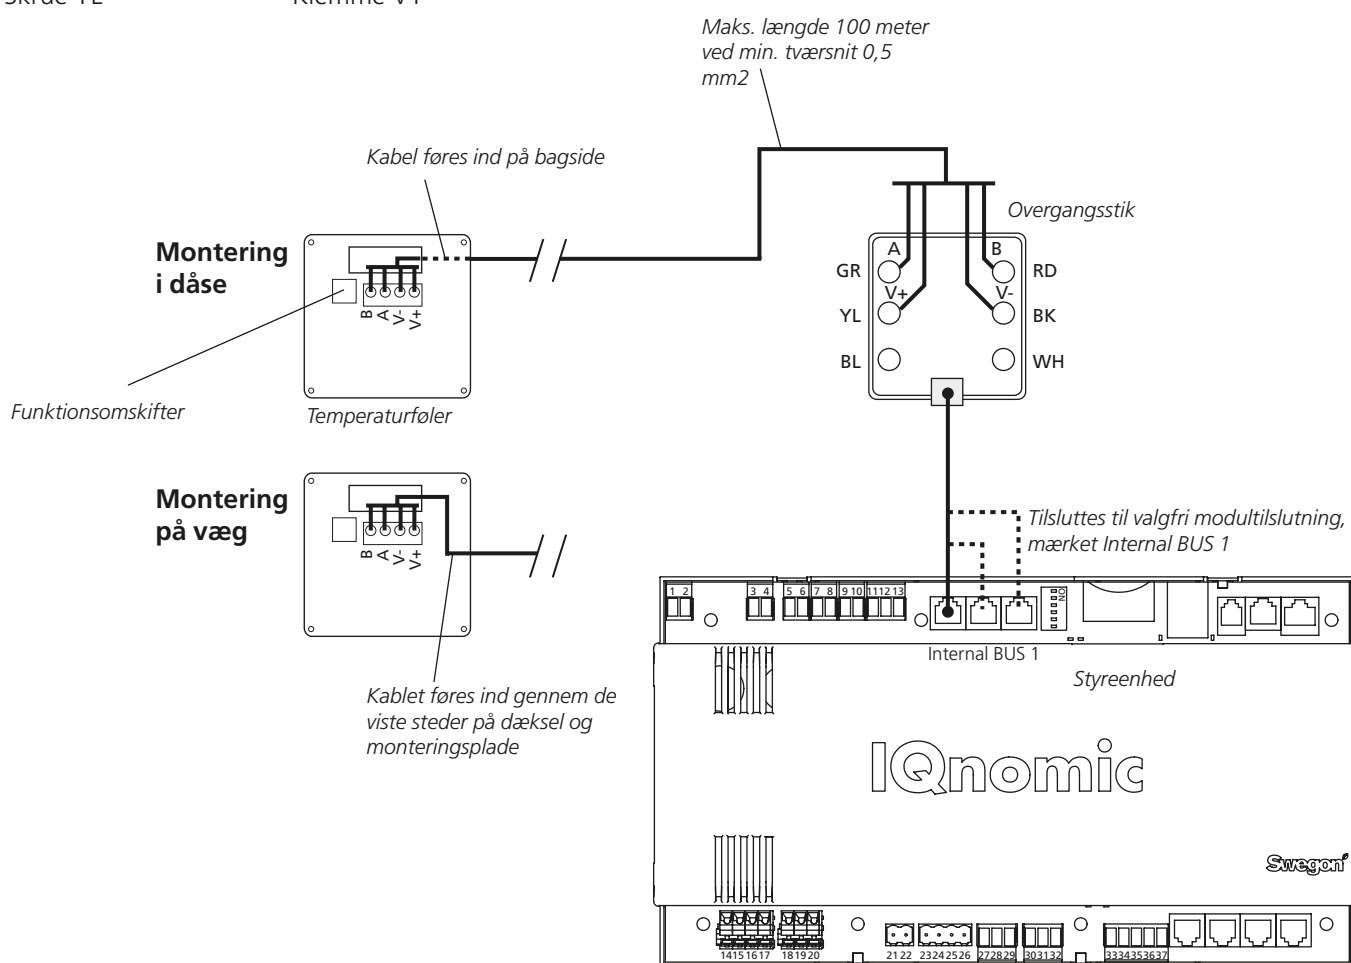 Maks. længde 100 meter
ved min. tværsnit 0,5
mm2
Kabel føres ind på bagside
Overgangsstik
Montering
i dåse
B
A
V-
V+
A
B
GR
RD
V+
V-
YL
BK
BL
WH
Funktionsomskifter
Temperaturføler
Montering
på væg
B
A
V-
V+
Tilsluttes til valgfri modultilslutning,
mærket Internal BUS 1
1 2
3 4
5 6
7 8
9 10
11 12 13
ON
Internal BUS 1
Styreenhed
Kablet føres ind gennem de
viste steder på dæksel og
monteringsplade
IQnomic
Swegon
14 15 16 17
18 19 20
21 22
23 24 25 26
27 28 29
30 31 32
33 34 35 36 37